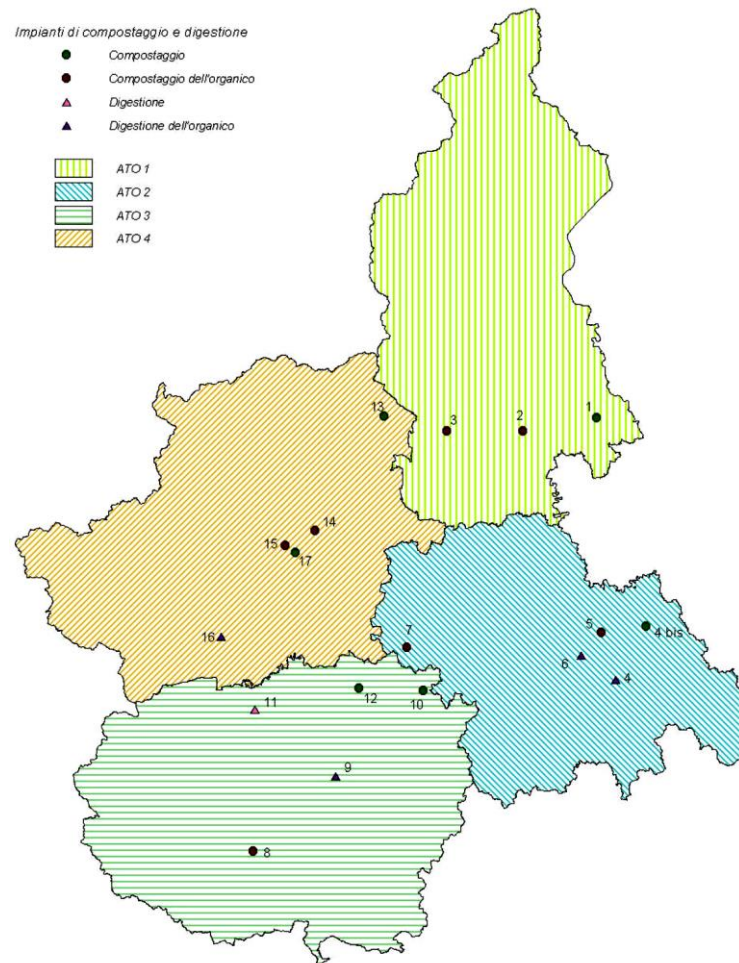 Impianti di compostaggio e digestione
Compostaggio
Compostaggio dell'organico
Digestione
Digestione dell'organico
ATO 1
ATO 2
ATO 3
ATO 4
13
3
2
1
14
15
17
16
7
5
4 bis
6
4
12
10
11
9
8